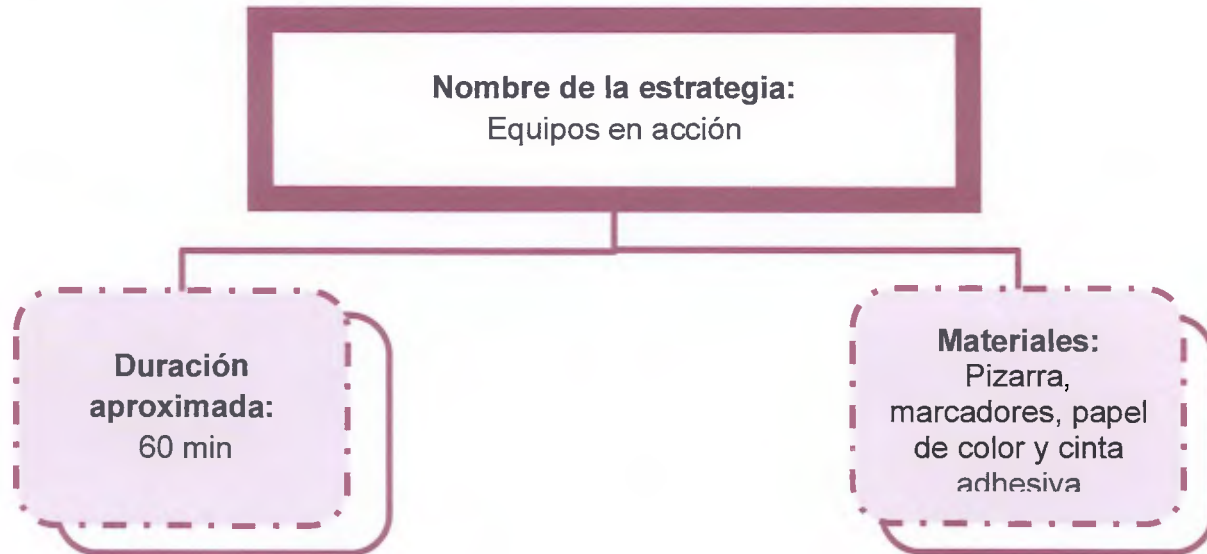 Nombre de la estrategia:
Equipos en acción
Duración
aproximada:
60 min
Materiales:
Pizarra,
marcadores, papel
de color y cinta
adhesiva